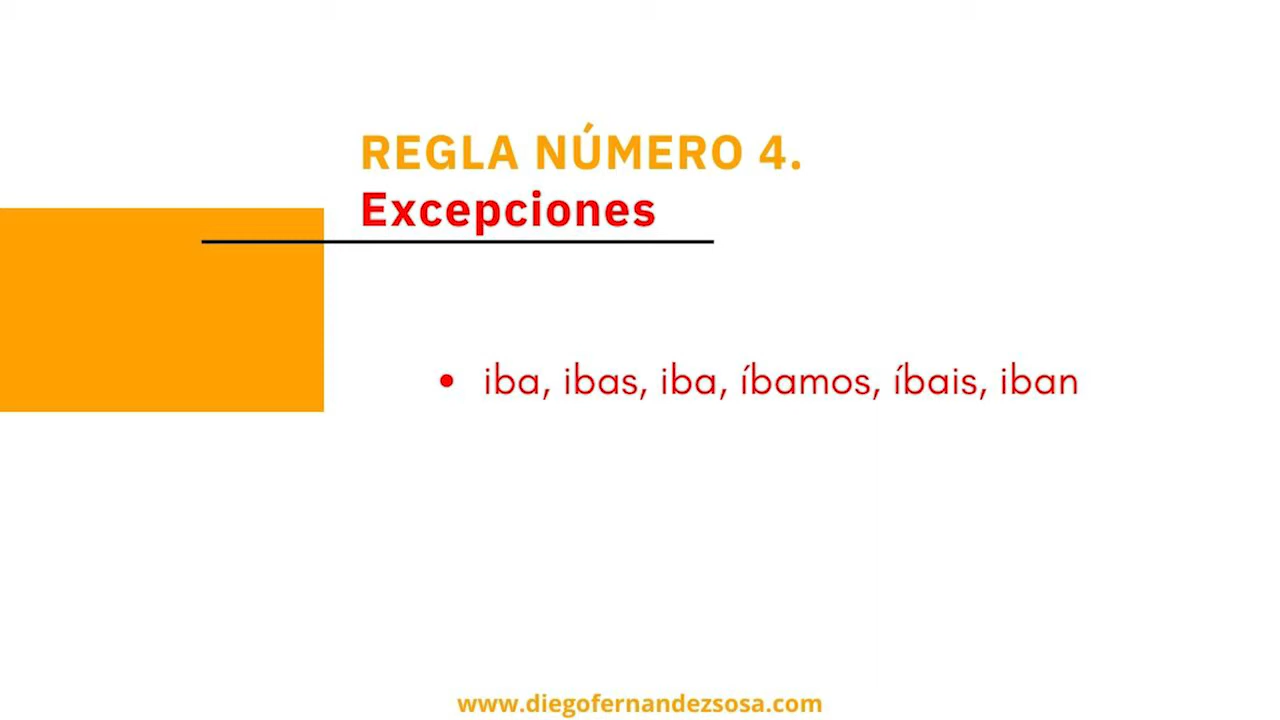 REGLA NÚMERO 4.
Excepciones
• iba, ibas, iba, íbamos, íbais, iban
www.diegofernandezsosa.com